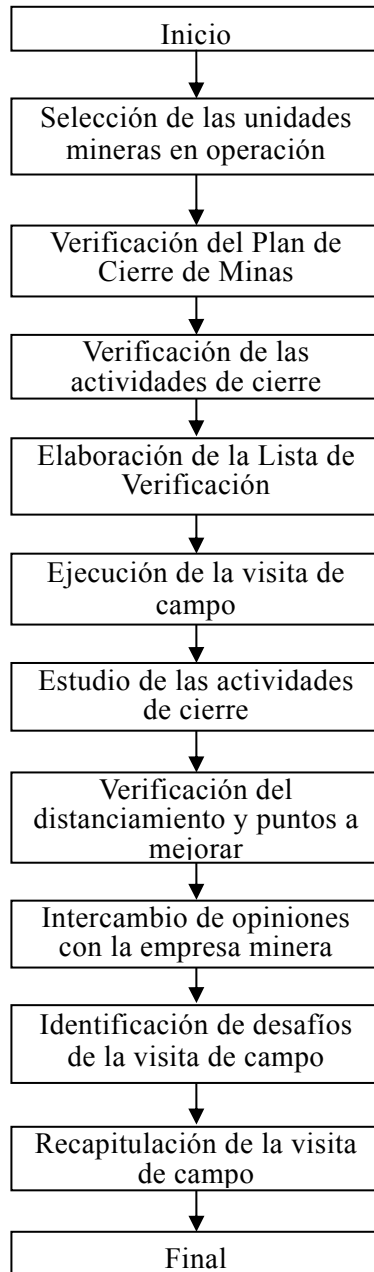 Inicio
Selección de las unidades
mineras en operación
Verificación del Plan de
Cierre de Minas
Verificación de las
actividades de cierre
Elaboración de la Lista de
Verificación
Ejecución de la visita de
campo
Estudio de las actividades
de cierre
Verificación del
distanciamiento y puntos a
mejorar
Intercambio de opiniones
con la empresa minera
Identificación de desafíos
de la visita de campo
Recapitulación de la visita
de campo
Final